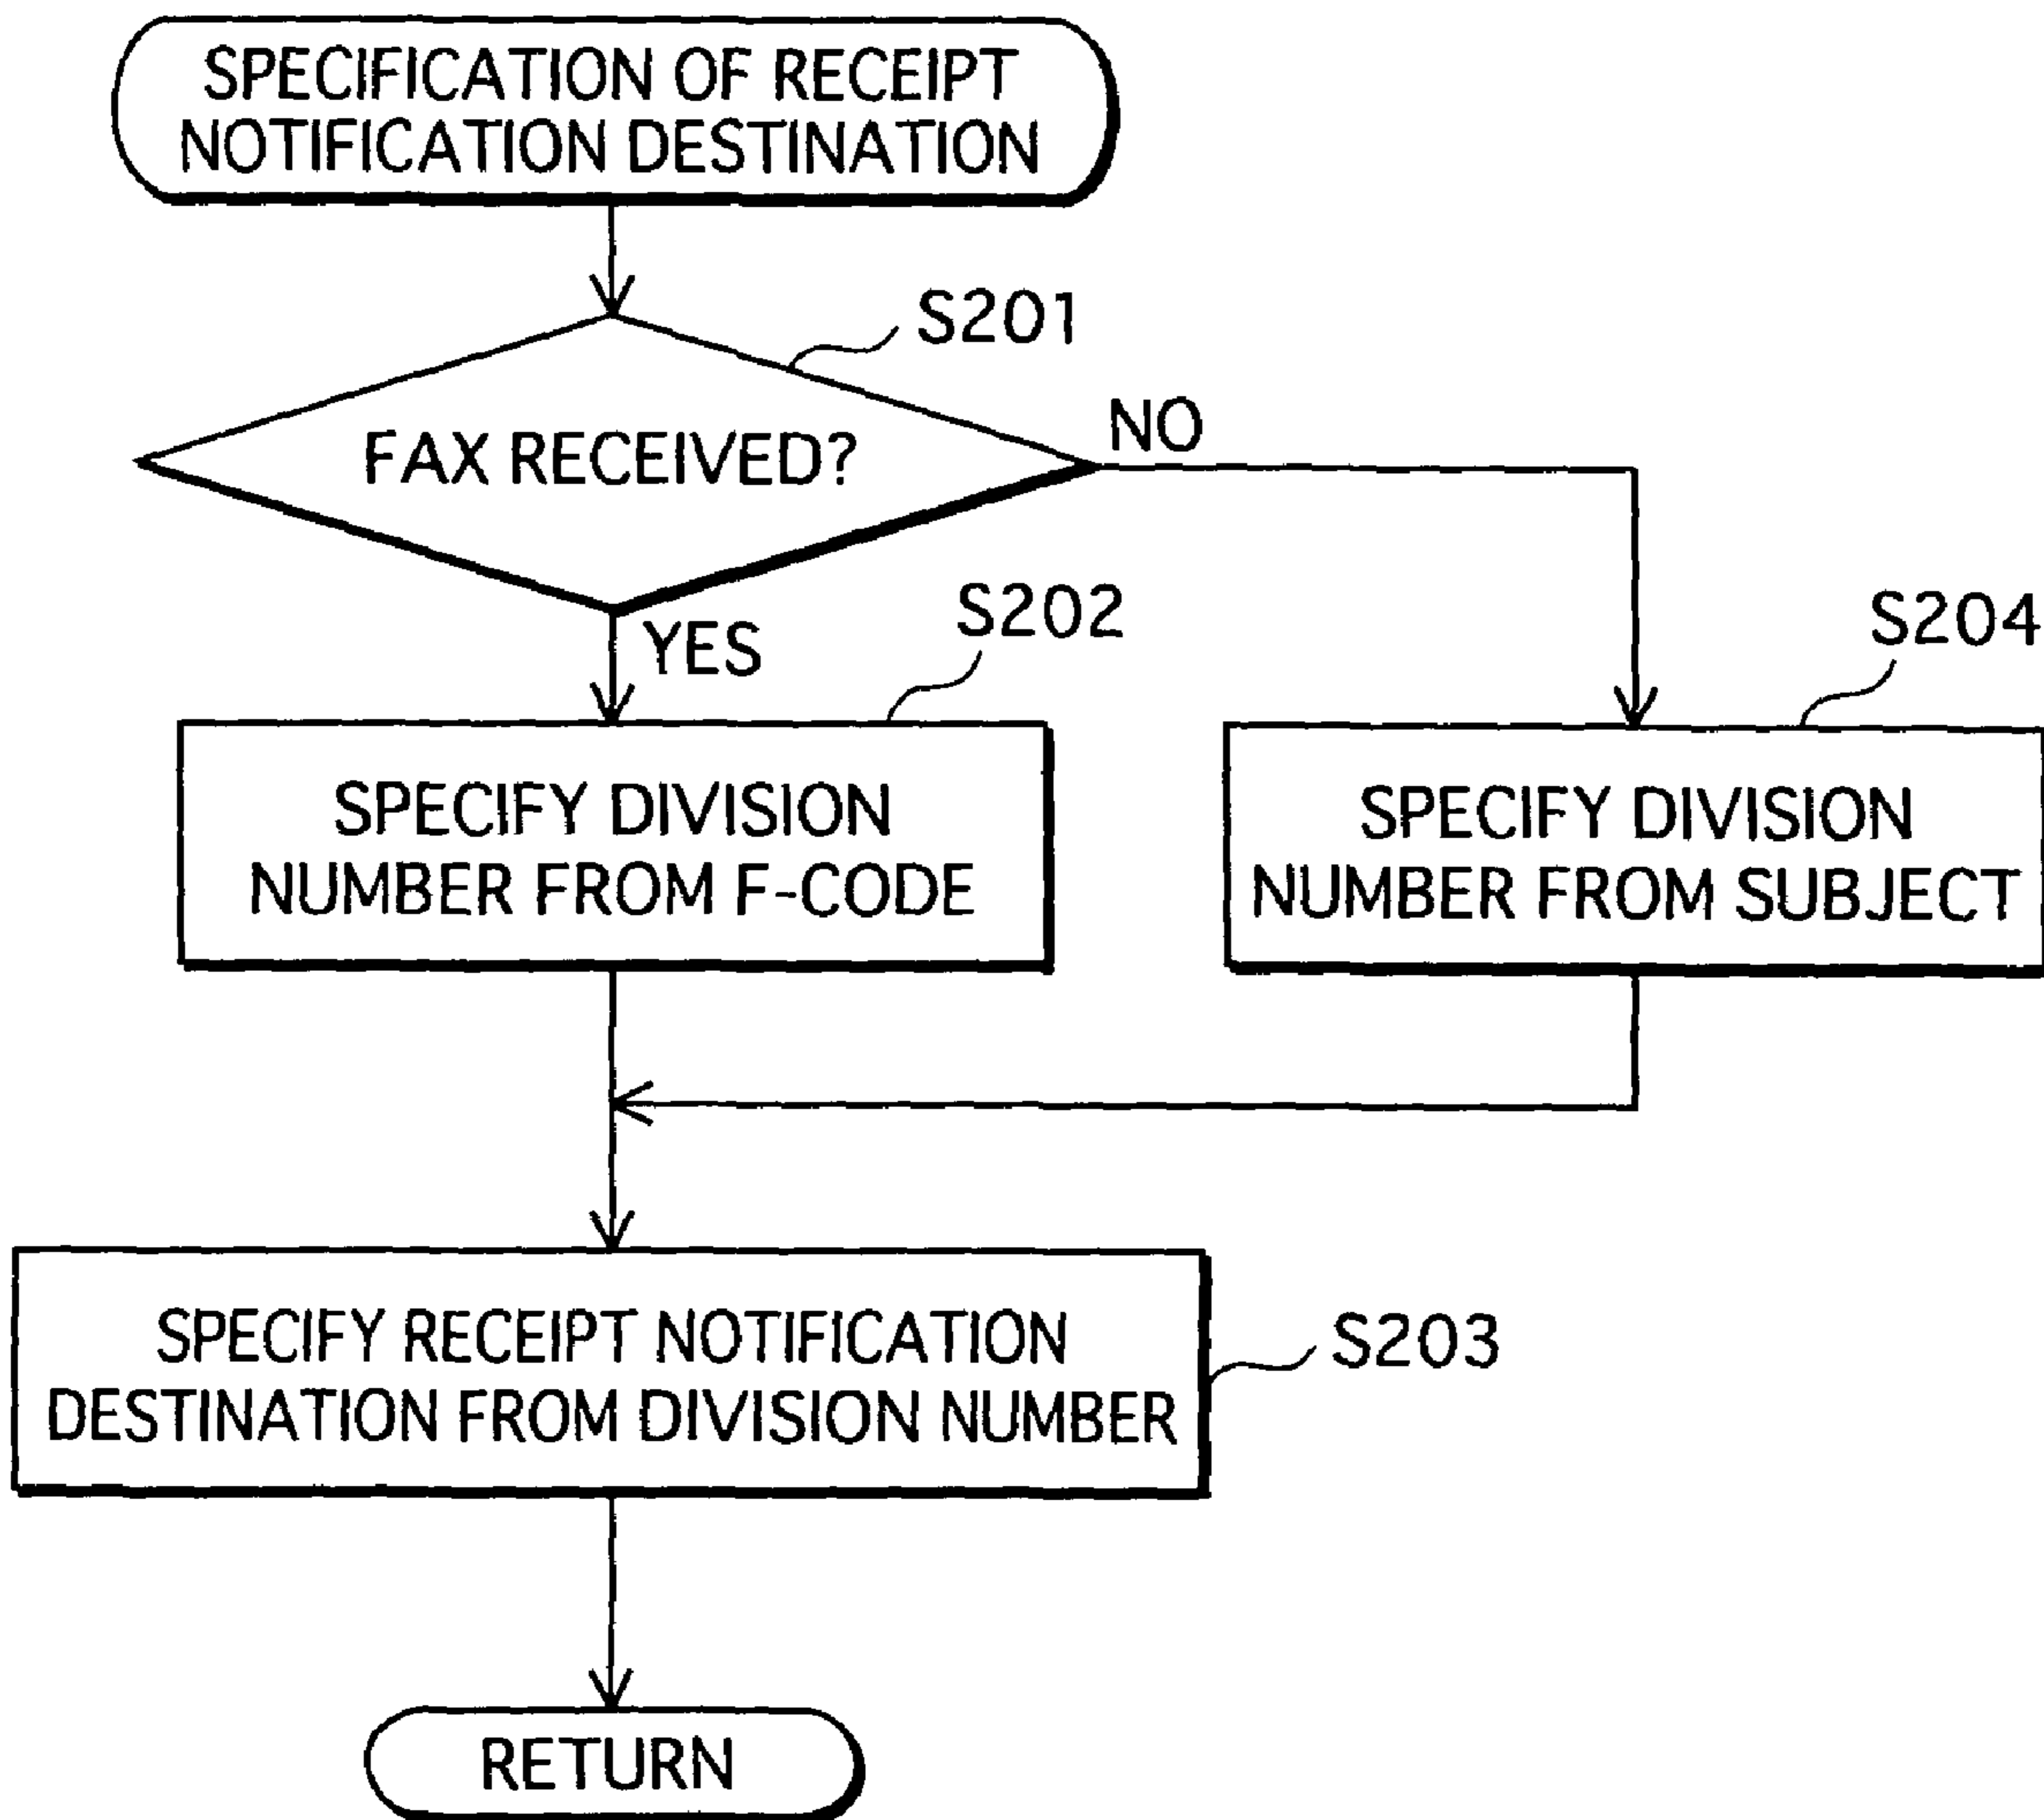 SPECIFICATION OF RECEIPT
NOTIFICATION DESTINATION
S201
FAX RECEIVED?
NO
YES
S202
S204
SPECIFY DIVISION
NUMBER FROM F-CODE
SPECIFY DIVISION
NUMBER FROM SUBJECT
SPECIFY RECEIPT NOTIFICATION
DESTINATION FROM DIVISION NUMBER
S203
RETURN